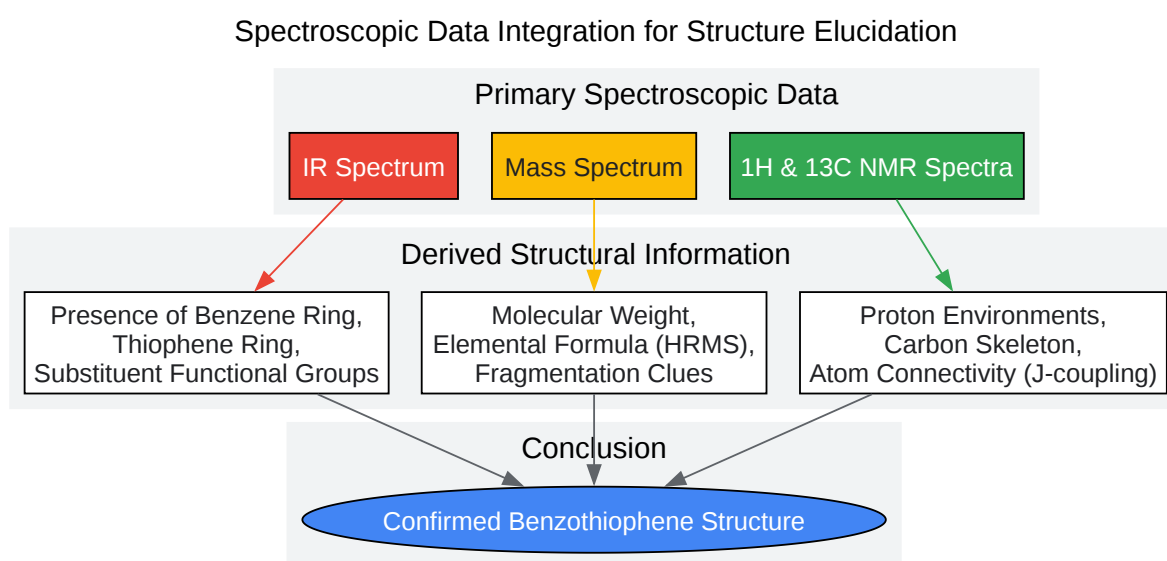 Spectroscopic Data Integration for Structure Elucidation
Primary Spectroscopic Data
IR Spectrum
Mass Spectrum
1H & 13C NMR Spectra
Derived Structural Information
Presence of Benzene Ring,
Thiophene Ring,
Substituent Functional Groups
Molecular Weight,
Elemental Formula (HRMS),
Fragmentation Clues
Proton Environments,
Carbon Skeleton,
Atom Connectivity (J-coupling)
Conclusion
Confirmed Benzothiophene Structure